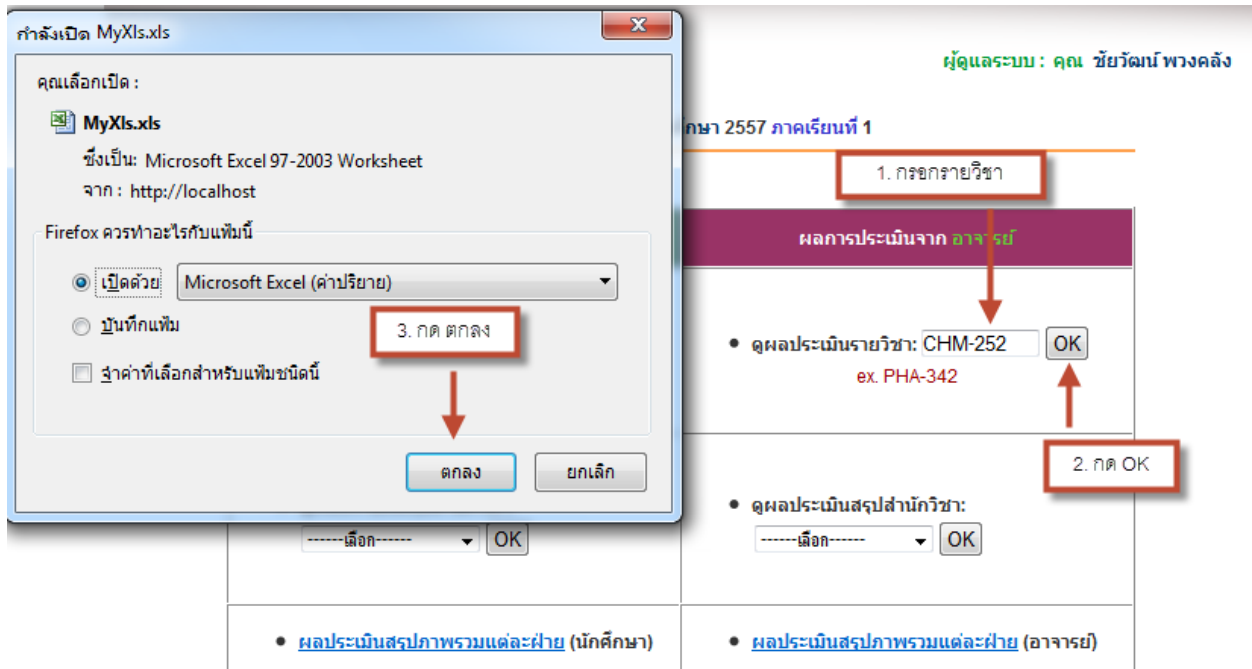 กำลังเปิด MyXls.xls
คุณเลือกเปิด :
MyXls.xls
ซึ่งเป็น: Microsoft Excel 97-2003 Worksheet
จาก : http://localhost
Firefox ควรทำอะไรกับแฟ้มนี้
เปิดด้วย Microsoft Excel (ค่าปริยาย)
บันทึกแฟ้ม
จำค่าที่เลือกสำหรับแฟ้มชนิดนี้
3. กด ตกลง
ตกลง ยกเลิก
ผู้ดูแลระบบ : คุณ ชัยวัฒน์ พวงคลัง
2557 ภาคเรียนที่ 1
1. กรอกรายวิชา
ผลการประเมินจาก อาจารย์
ดูผลประเมินรายวิชา: CHM-252 OK
ex. PHA-342
2. กด OK
ดูผลประเมินสรุปสำนักวิชา:
------เลือก------ OK
------เลือก------ OK
ผลประเมินสรุปภาพรวมแต่ละฝ่าย (นักศึกษา)
ผลประเมินสรุปภาพรวมแต่ละฝ่าย (อาจารย์)